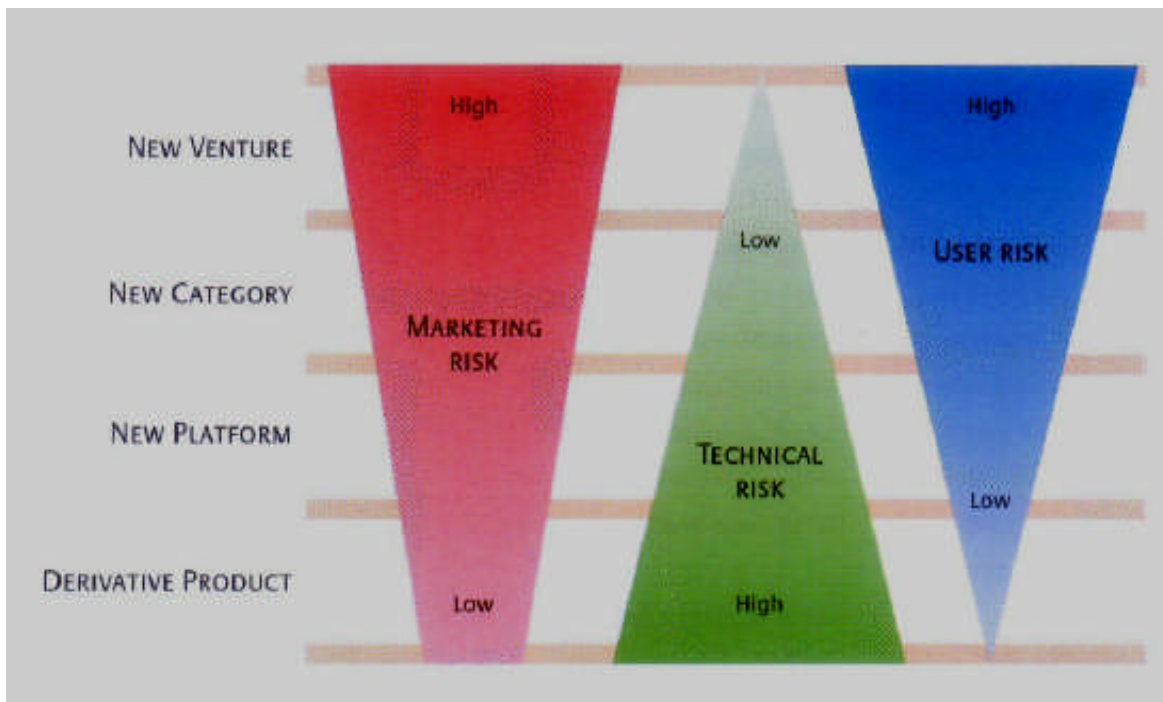 High
High
NEW VENTURE
Low
USER RISK
NEW CATEGORY
MARKETING
RISK
NEW PLATFORM
TECHNICAL
RISK
Low
DERIVATIVE PRODUCT
Low
High